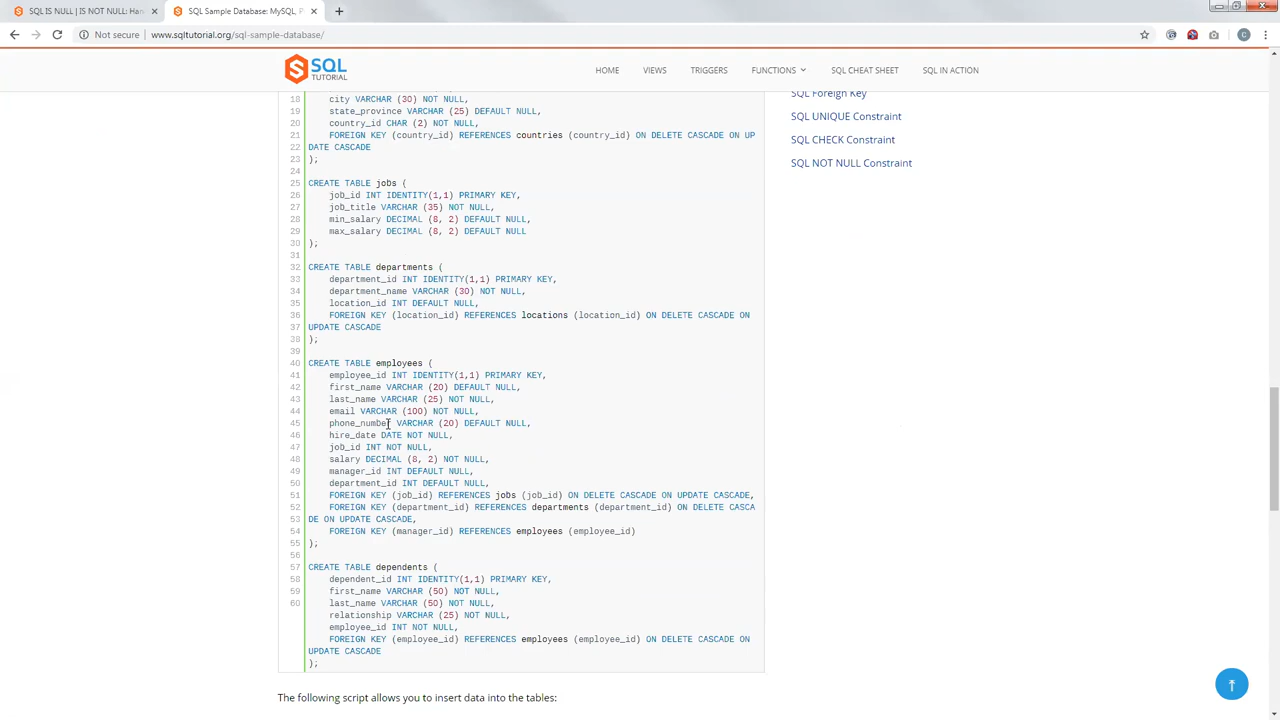 SQL IS NULL | IS NOT NULL: Han
SQL Sample Database: MySQL, P
Not secure | www.sqltutorial.org/sql-sample-database/
C
SQL
TUTORIAL
HOME
VIEWS
TRIGGERS
FUNCTIONS
SQL CHEAT SHEET
SQL IN ACTION
18 city VARCHAR (30) NOT NULL,
19 state_province VARCHAR (25) DEFAULT NULL,
20 country_id CHAR (2) NOT NULL,
21 FOREIGN KEY (country_id) REFERENCES countries (country_id) ON DELETE CASCADE ON UP
22 DATE CASCADE
23 );
24
25 CREATE TABLE jobs (
26 job_id INT IDENTITY(1,1) PRIMARY KEY,
27 job_title VARCHAR (35) NOT NULL,
28 min_salary DECIMAL (8, 2) DEFAULT NULL,
29 max_salary DECIMAL (8, 2) DEFAULT NULL
30 );
31
32 CREATE TABLE departments (
33 department_id INT IDENTITY(1,1) PRIMARY KEY,
34 department_name VARCHAR (30) NOT NULL,
35 location_id INT DEFAULT NULL,
36 FOREIGN KEY (location_id) REFERENCES locations (location_id) ON DELETE CASCADE ON
37 UPDATE CASCADE
38 );
39
40 CREATE TABLE employees (
41 employee_id INT IDENTITY(1,1) PRIMARY KEY,
42 first_name VARCHAR (20) DEFAULT NULL,
43 last_name VARCHAR (25) NOT NULL,
44 email VARCHAR (100) NOT NULL,
45 phone_number VARCHAR (20) DEFAULT NULL,
46 hire_date DATE NOT NULL,
47 job_id INT NOT NULL,
48 salary DECIMAL (8, 2) NOT NULL,
49 manager_id INT DEFAULT NULL,
50 department_id INT DEFAULT NULL,
51 FOREIGN KEY (job_id) REFERENCES jobs (job_id) ON DELETE CASCADE ON UPDATE CASCADE,
52 FOREIGN KEY (department_id) REFERENCES departments (department_id) ON DELETE CASCA
53 DE ON UPDATE CASCADE,
54 FOREIGN KEY (manager_id) REFERENCES employees (employee_id)
55 );
56
57 CREATE TABLE dependents (
58 dependent_id INT IDENTITY(1,1) PRIMARY KEY,
59 first_name VARCHAR (50) NOT NULL,
60 last_name VARCHAR (50) NOT NULL,
relationship VARCHAR (25) NOT NULL,
employee_id INT NOT NULL,
FOREIGN KEY (employee_id) REFERENCES employees (employee_id) ON DELETE CASCADE ON
UPDATE CASCADE
);
The following script allows you to insert data into the tables:
SQL Foreign Key
SQL UNIQUE Constraint
SQL CHECK Constraint
SQL NOT NULL Constraint